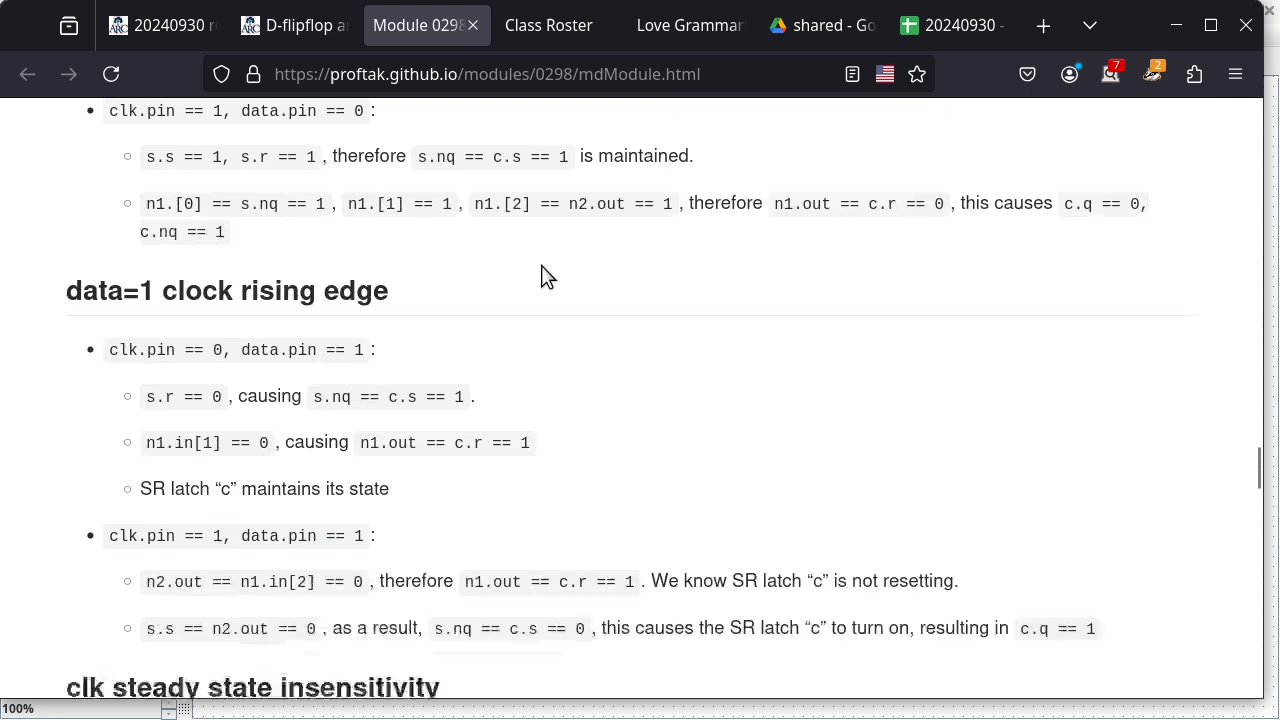 20240930 r
D-flipflop ar
Module 0298
Class Roster
Love Grammar
shared - Go
20240930 -
https://proftak.github.io/modules/0298/mdModule.html
7
2
• clk.pin == 1, data.pin == 0:
◦ s.s == 1, s.r == 1, therefore s.nq == c.s == 1 is maintained.
◦ n1.[0] == s.nq == 1, n1.[1] == 1, n1.[2] == n2.out == 1, therefore n1.out == c.r == 0, this causes c.q == 0,
c.nq == 1
data=1 clock rising edge
• clk.pin == 0, data.pin == 1:
◦ s.r == 0, causing s.nq == c.s == 1.
◦ n1.in[1] == 0, causing n1.out == c.r == 1
◦ SR latch “c” maintains its state
• clk.pin == 1, data.pin == 1:
◦ n2.out == n1.in[2] == 0, therefore n1.out == c.r == 1. We know SR latch “c” is not resetting.
◦ s.s == n2.out == 0, as a result, s.nq == c.s == 0, this causes the SR latch “c” to turn on, resulting in c.q == 1
clk steady state insensitivity
100%